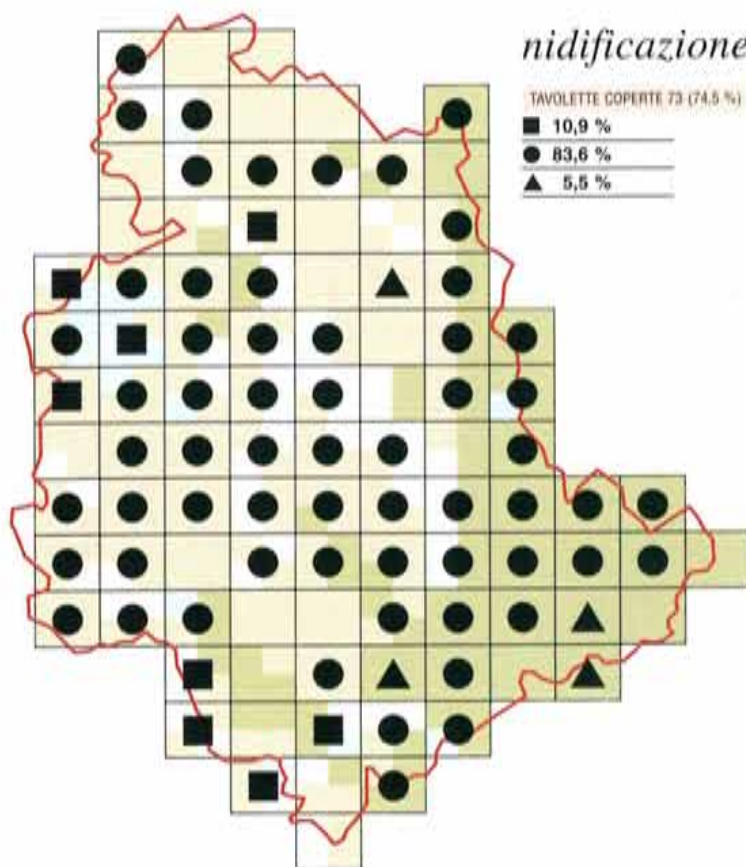 nidificazione
TAVOLETTE COPERTE 73 (74,5 %)
10,9 %
83,6 %
5,5 %